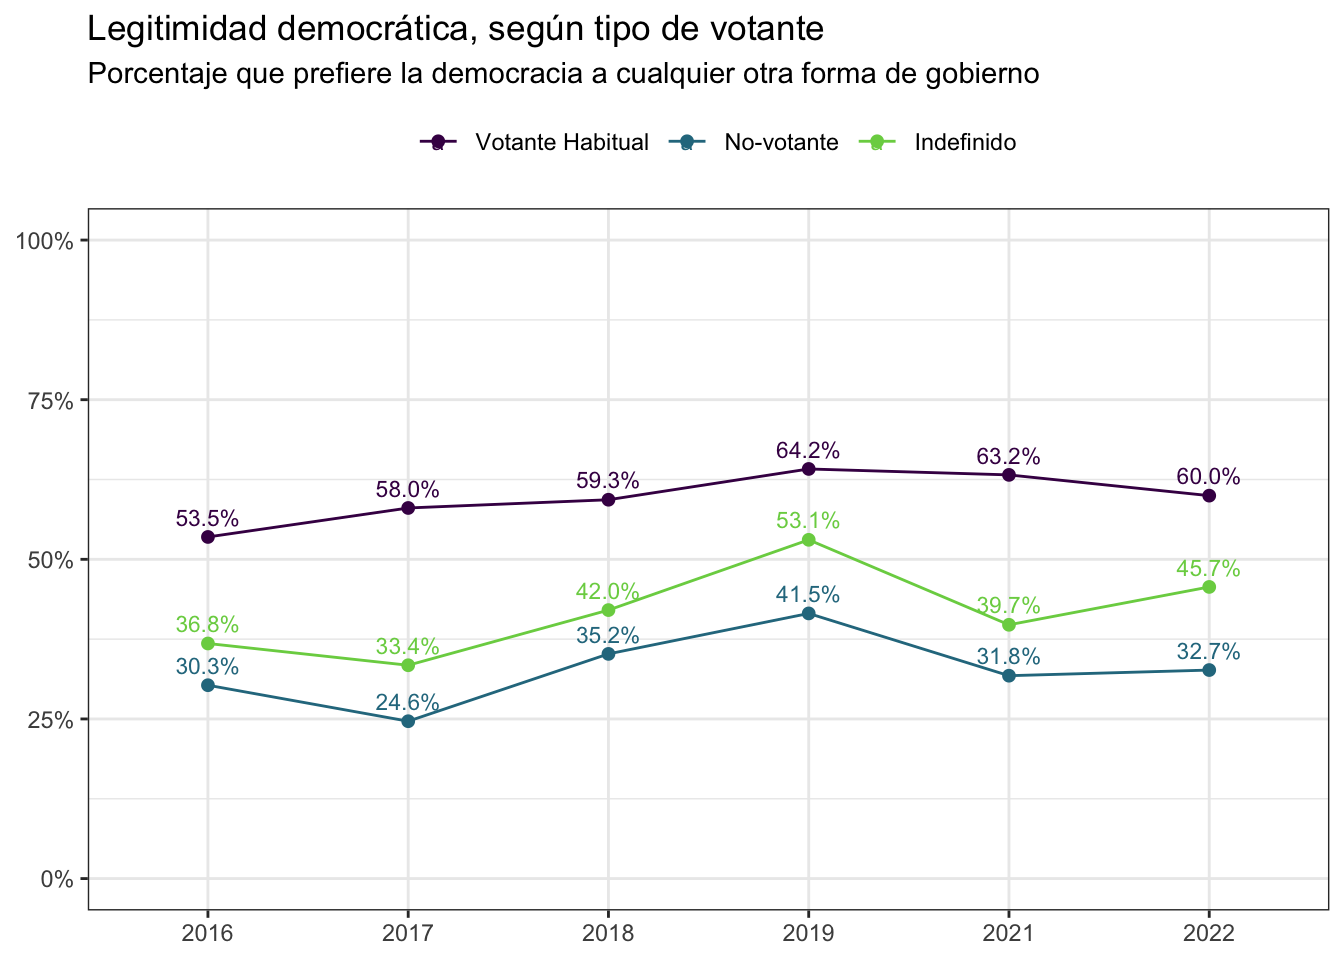 Legitimidad democrática, según tipo de votante
Porcentaje que prefiere la democracia a cualquier otra forma de gobierno
Votante Habitual No-votante Indefinido
100%
75%
50%
25%
0%
53.5% 58.0% 59.3% 64.2% 63.2% 60.0%
36.8% 33.4% 42.0% 53.1% 39.7% 45.7%
30.3% 24.6% 35.2% 41.5% 31.8% 32.7%
2016 2017 2018 2019 2021 2022